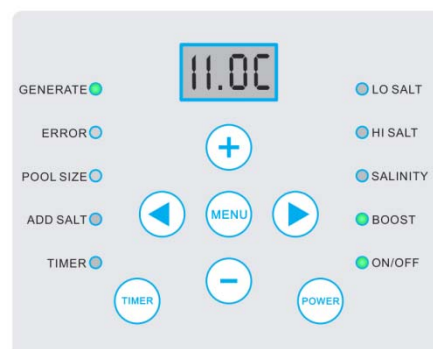 11.0C
GENERATE
LO SALT
ERROR
HI SALT
+
POOL SIZE
SALINITY
ADD SALT
MENU
BOOST
TIMER
ON/OFF
−
TIMER
POWER